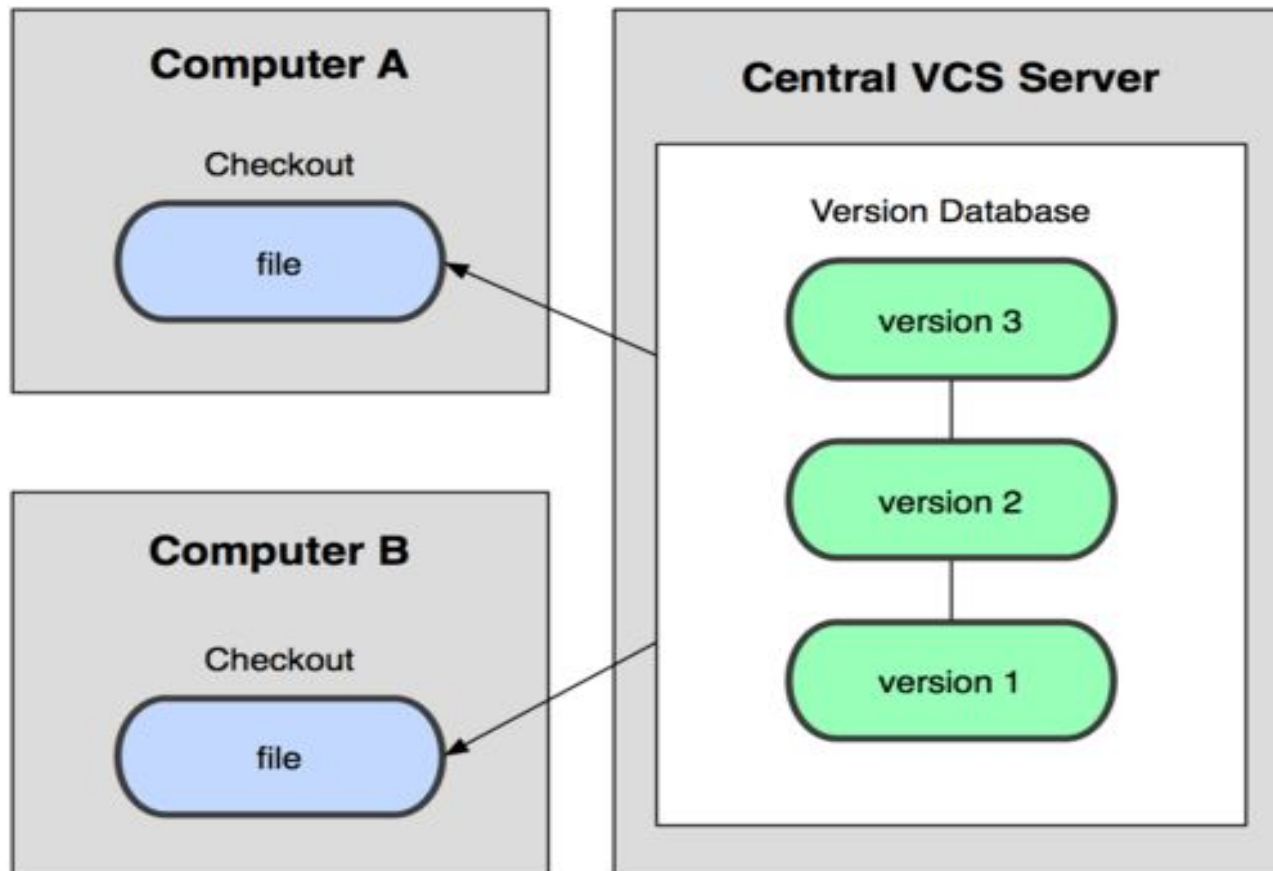 Computer A
Checkout
file
Computer B
Checkout
file
Central VCS Server
Version Database
version 3
version 2
version 1